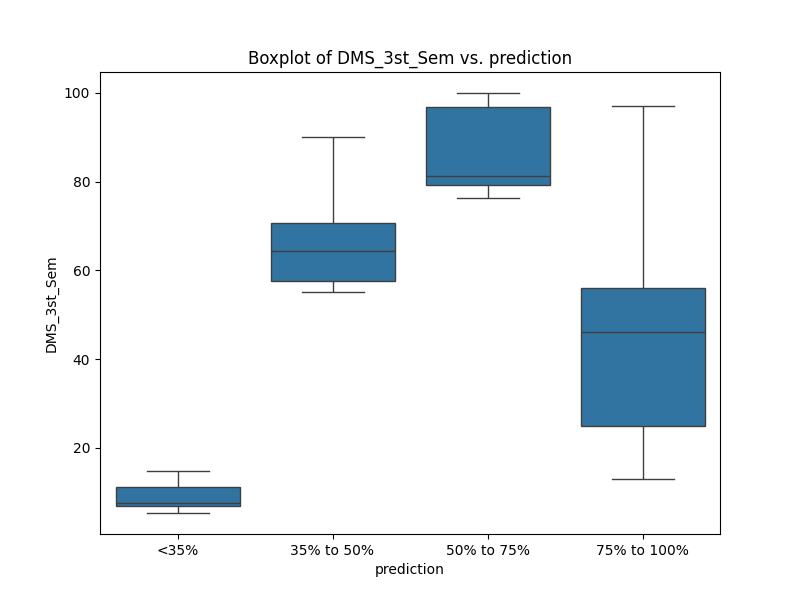 Boxplot of DMS_3st_Sem vs. prediction
DMS_3st_Sem
100
80
60
40
20
<35%
35% to 50%
50% to 75%
75% to 100%
prediction